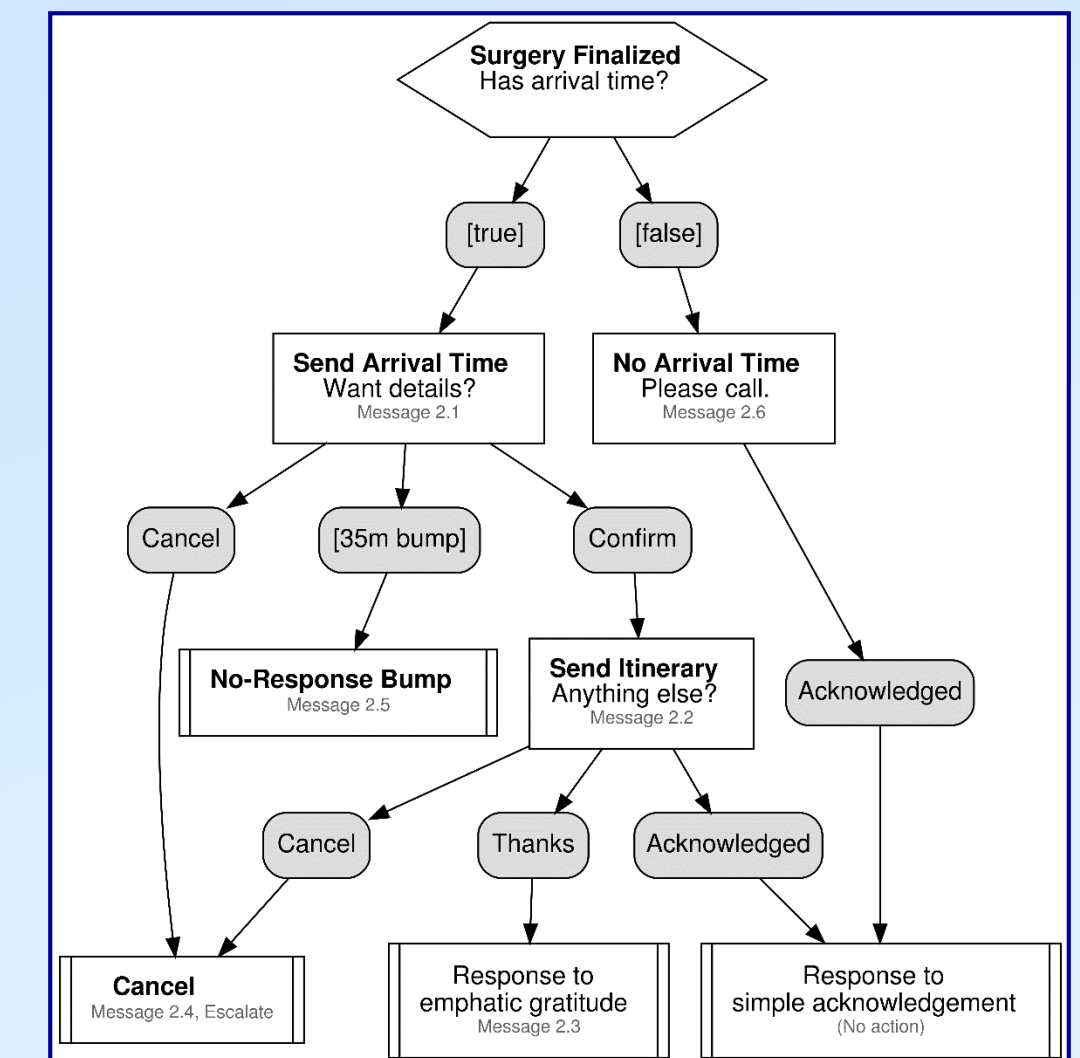 Surgery Finalized
Has arrival time?
[true]
[false]
Send Arrival Time
Want details?
Message 2.1
No Arrival Time
Please call.
Message 2.6
Cancel
[35m bump]
Confirm
No-Response Bump
Message 2.5
Send Itinerary
Anything else?
Message 2.2
Acknowledged
Cancel
Thanks
Acknowledged
Cancel
Message 2.4, Escalate
Response to
emphatic gratitude
Message 2.3
Response to
simple acknowledgement
(No action)